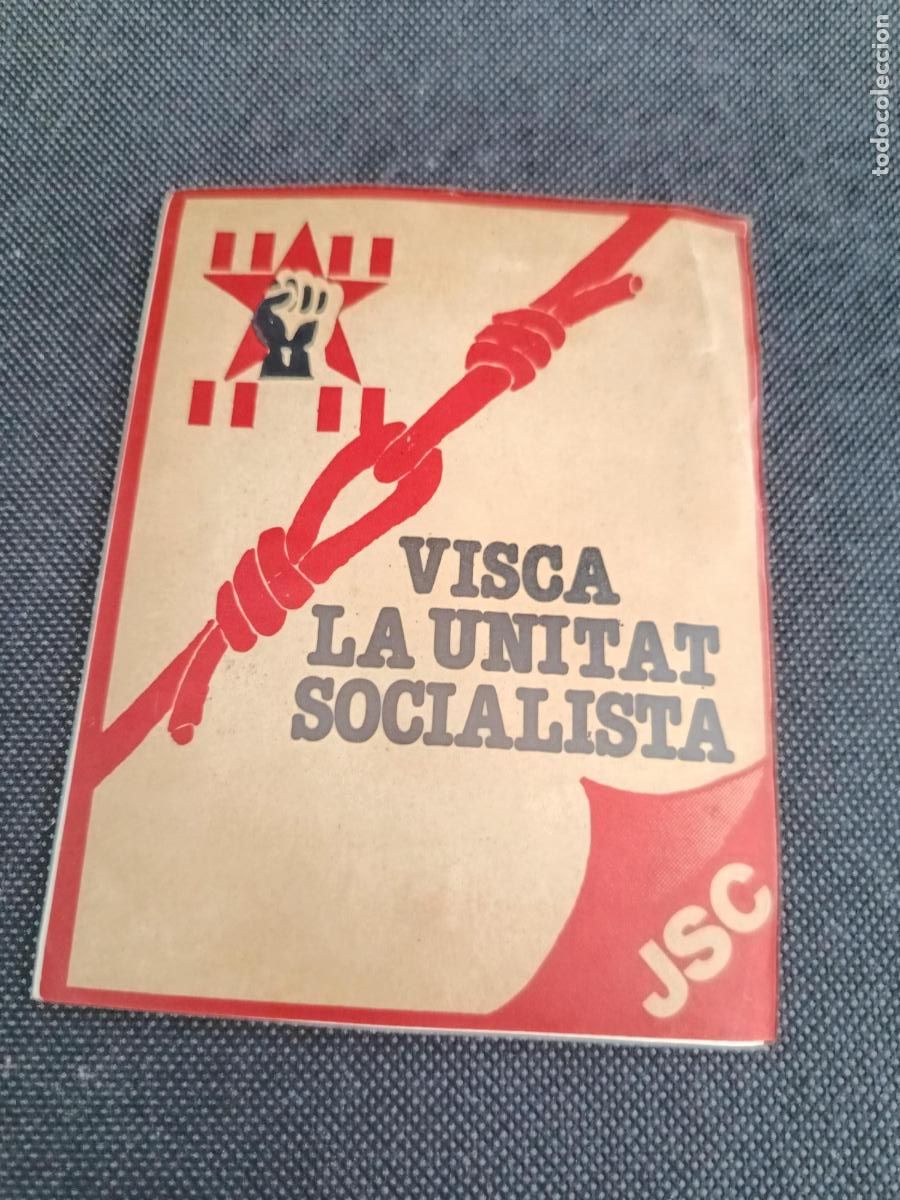 VISCA
LA UNITAT
SOCIALISTA
JSC
todocoleccion